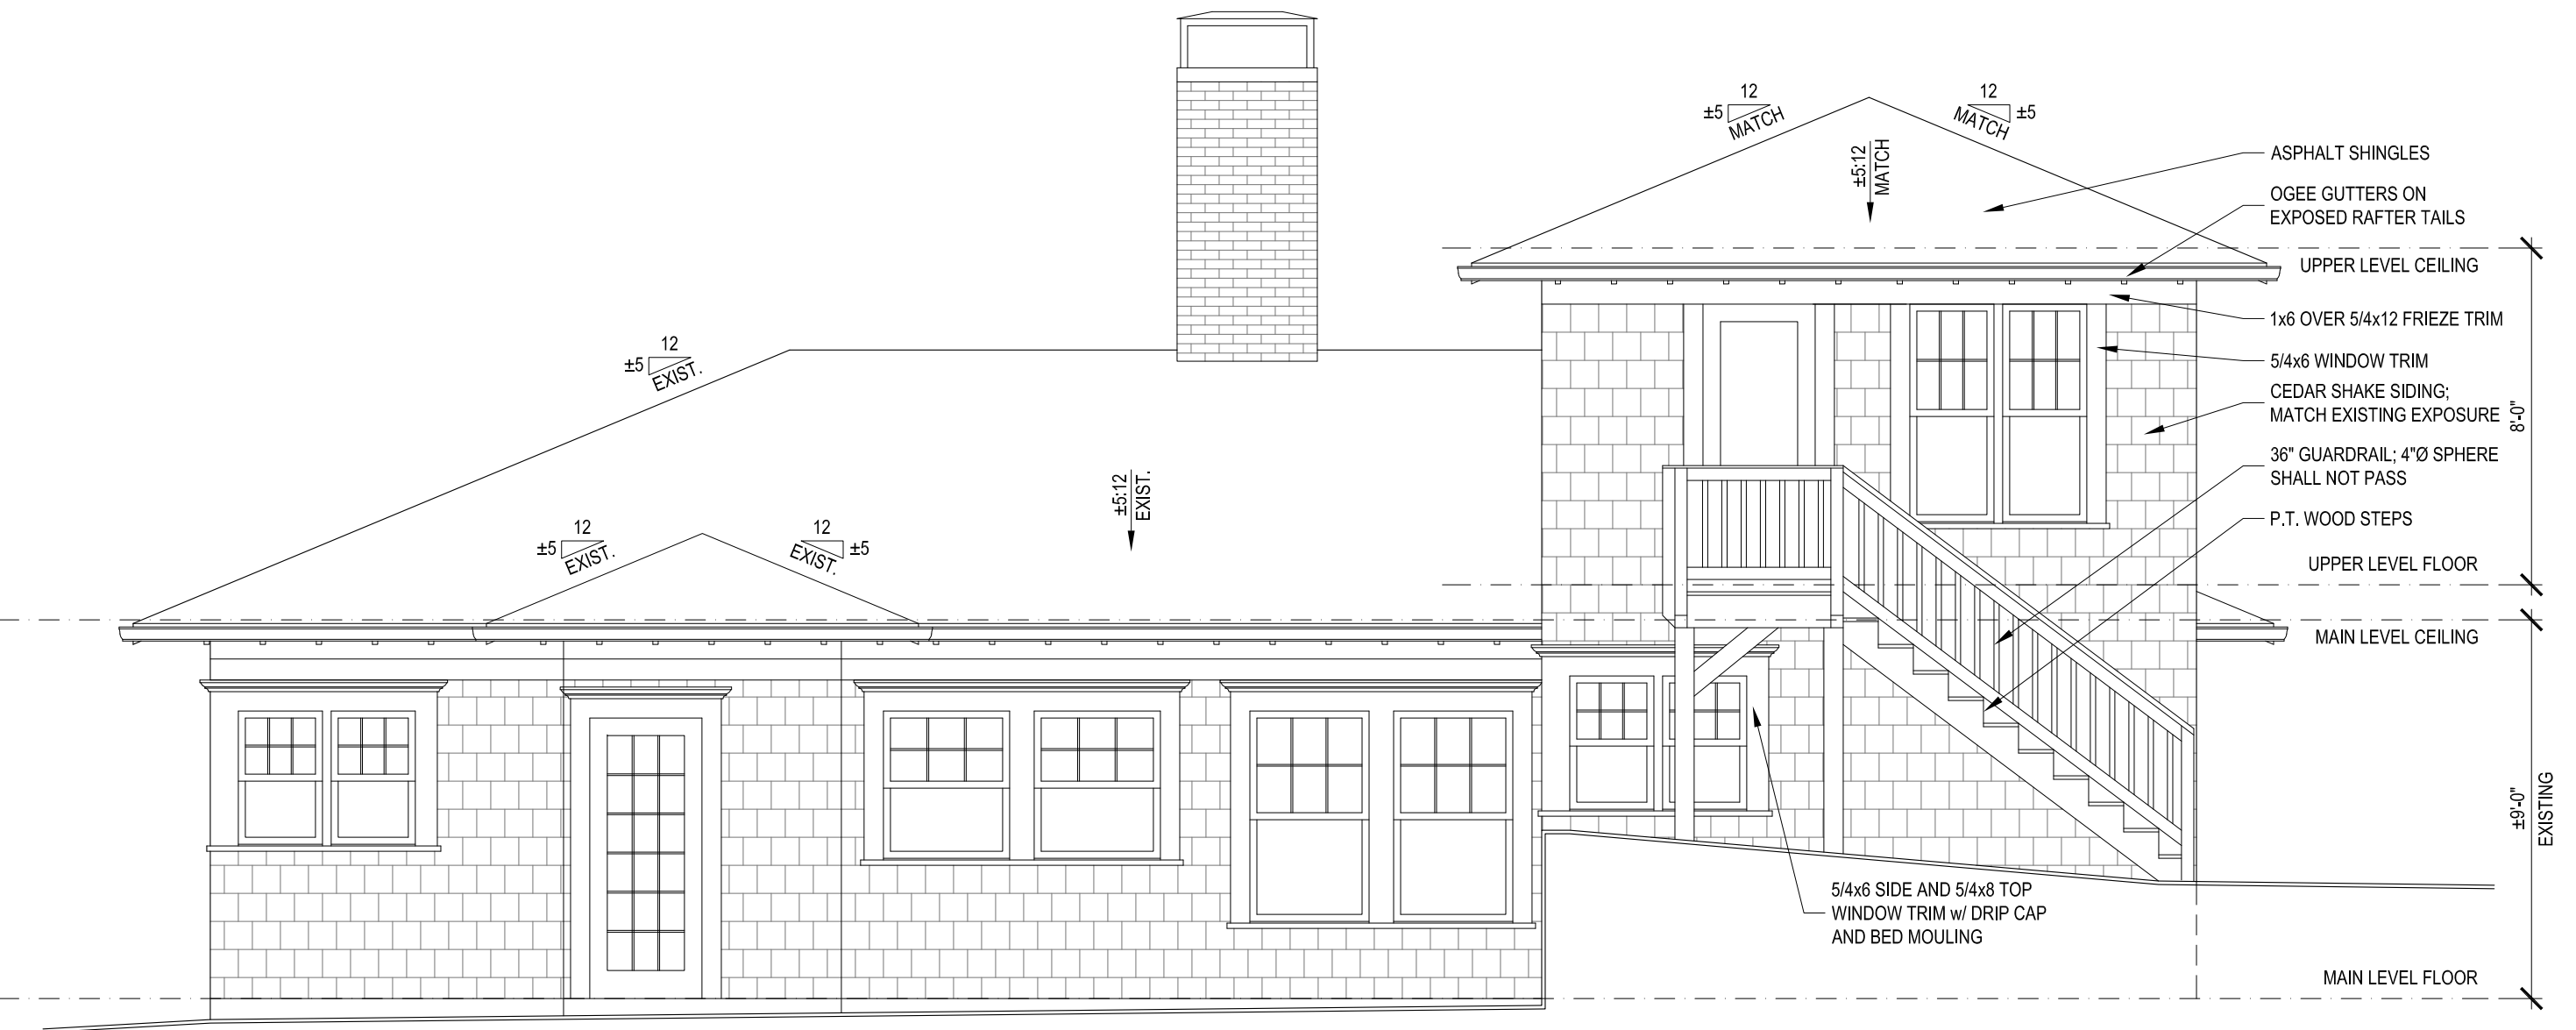 12
±5
MATCH
12
±5
MATCH
±5:12
MATCH
ASPHALT SHINGLES
OGEE GUTTERS ON
EXPOSED RAFTER TAILS
UPPER LEVEL CEILING
1x6 OVER 5/4x12 FRIEZE TRIM
5/4x6 WINDOW TRIM
CEDAR SHAKE SIDING;
MATCH EXISTING EXPOSURE
8'-0"
36" GUARDRAIL; 4"Ø SPHERE
SHALL NOT PASS
P.T. WOOD STEPS
UPPER LEVEL FLOOR
MAIN LEVEL CEILING
12
±5
EXIST.
±5:12
EXIST.
12
±5
EXIST.
12
±5
EXIST.
±9'-0"
EXISTING
5/4x6 SIDE AND 5/4x8 TOP
WINDOW TRIM w/ DRIP CAP
AND BED MOULING
MAIN LEVEL FLOOR